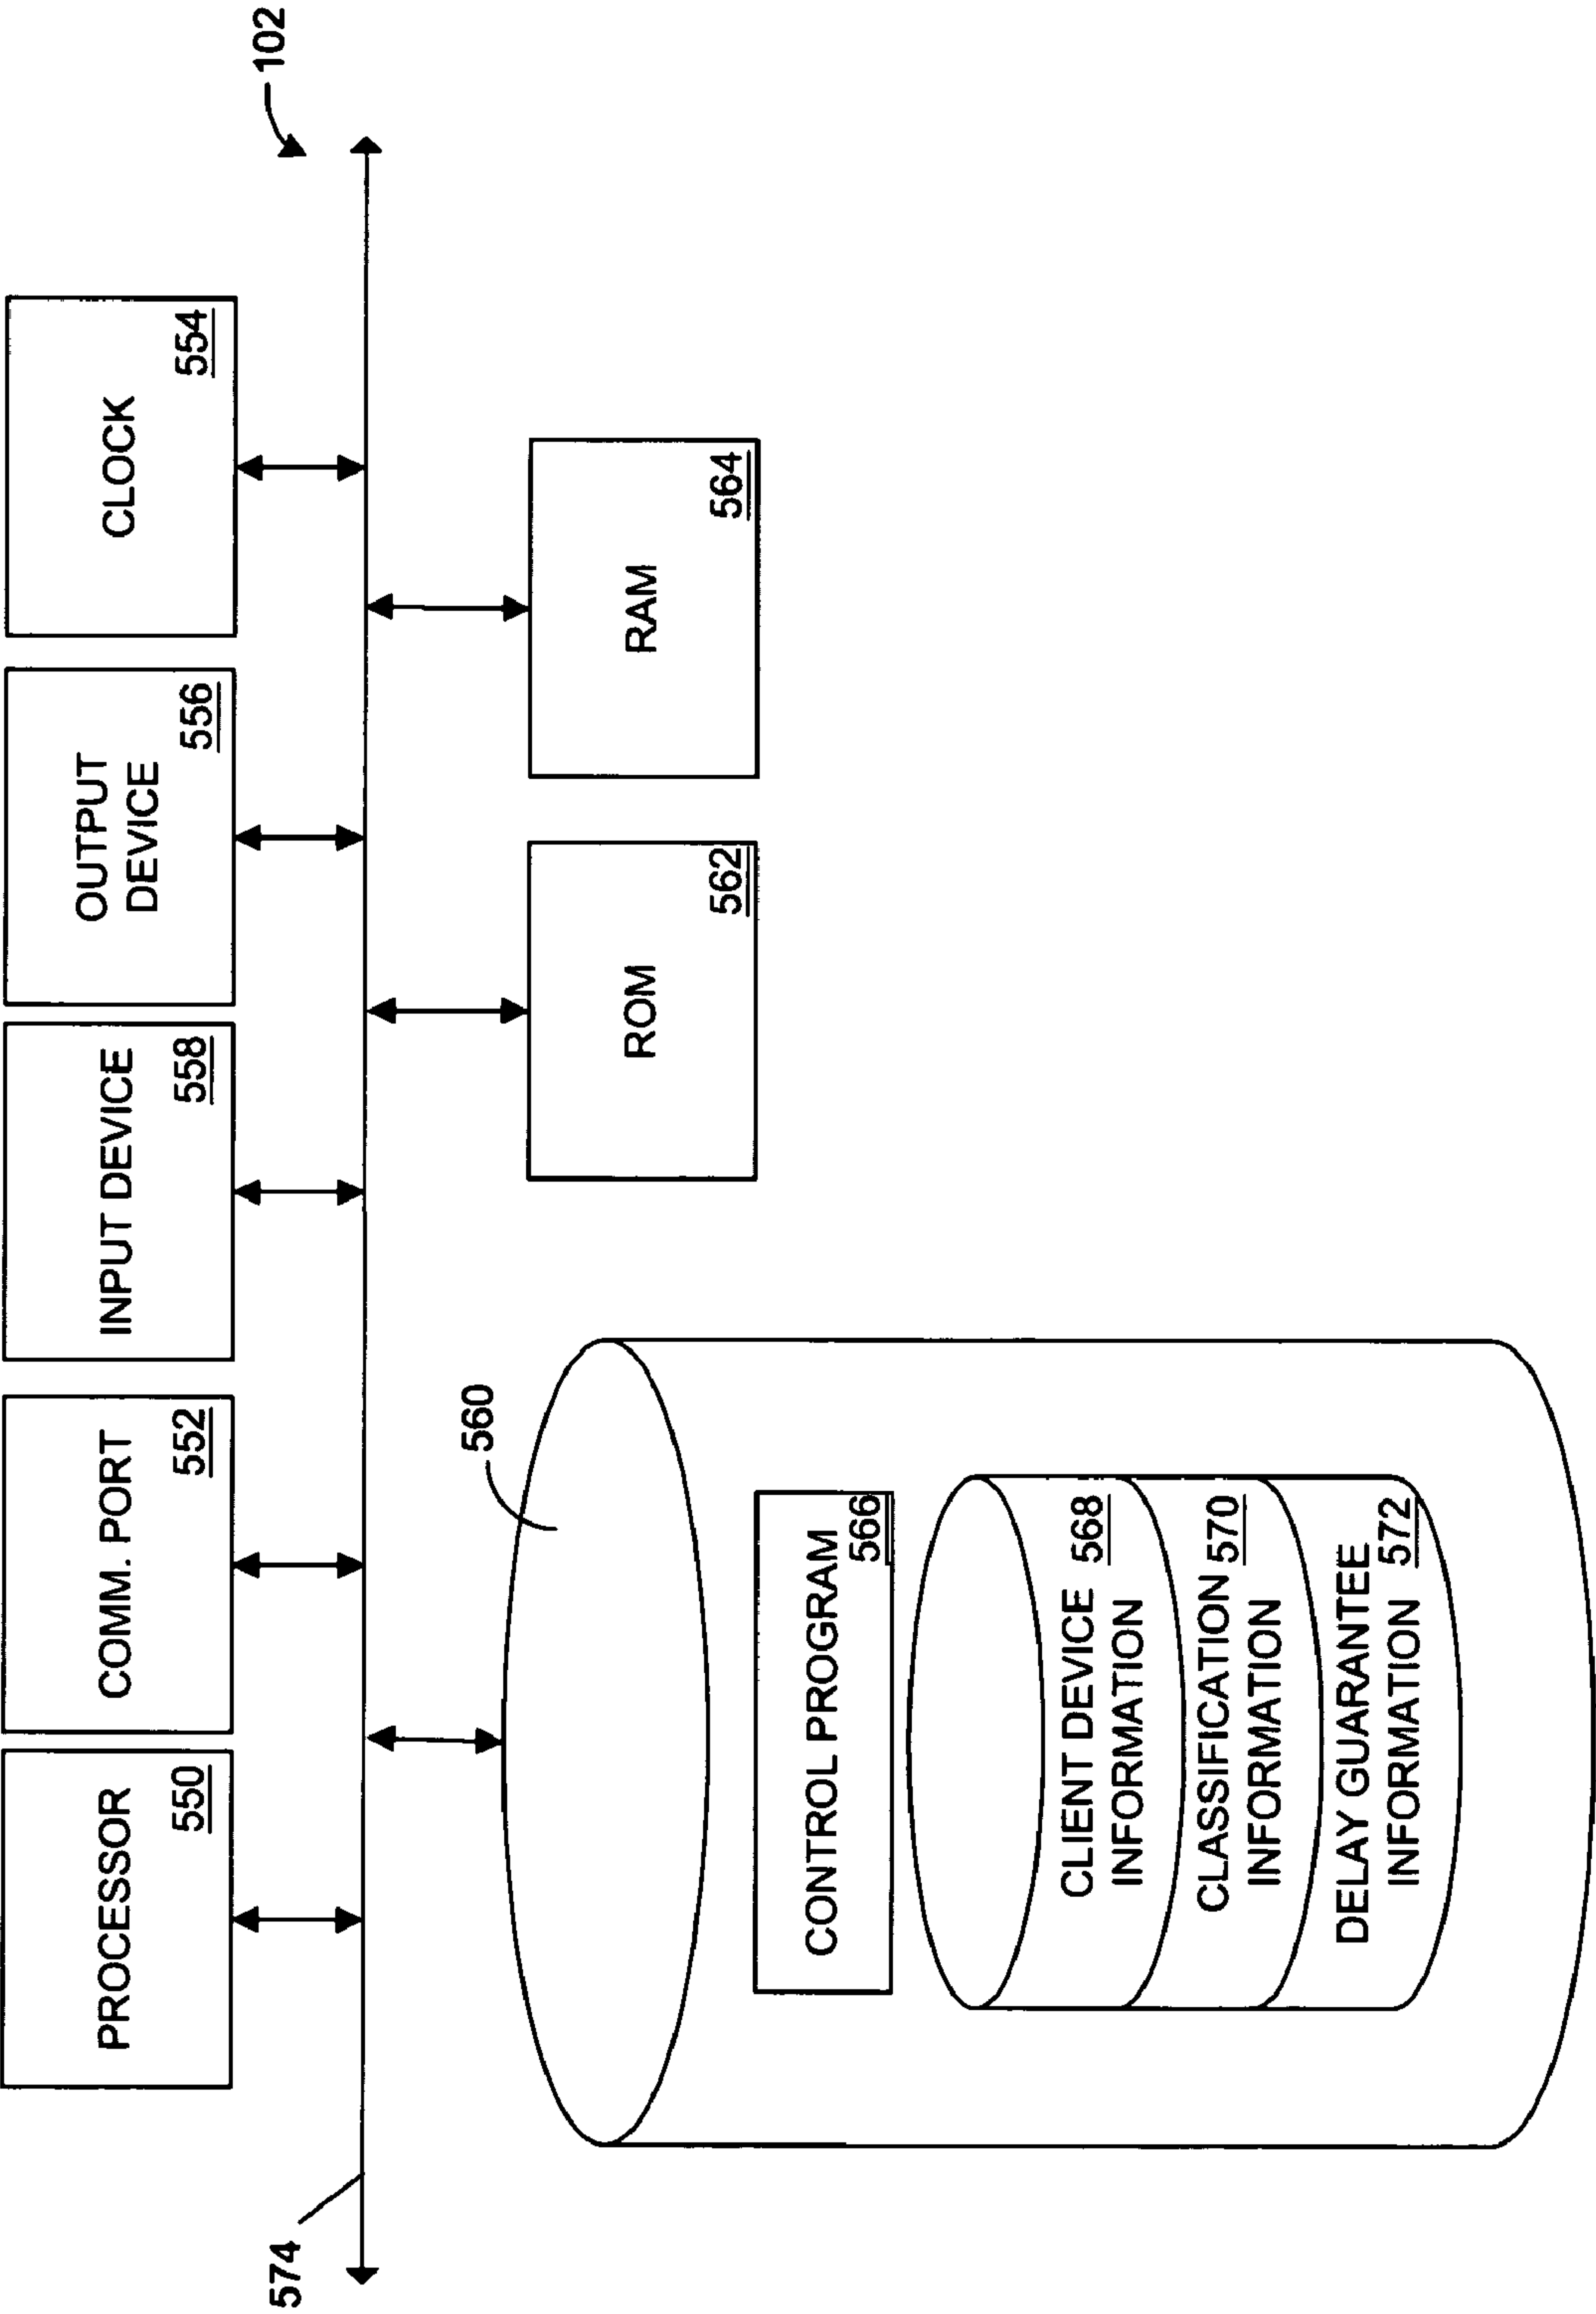 102
PROCESSOR
550
COMM. PORT
552
INPUT DEVICE
558
OUTPUT
DEVICE
556
CLOCK
554
574
560
ROM
562
RAM
564
CONTROL PROGRAM
566
CLIENT DEVICE 568
INFORMATION
CLASSIFICATION 570
INFORMATION
DELAY GUARANTEE
INFORMATION 572